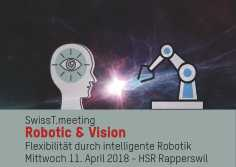 SwissT.meeting
Robotic & Vision
Flexibilität durch intelligente Robotik
Mittwoch 11. April 2018 - HSR Rapperswil